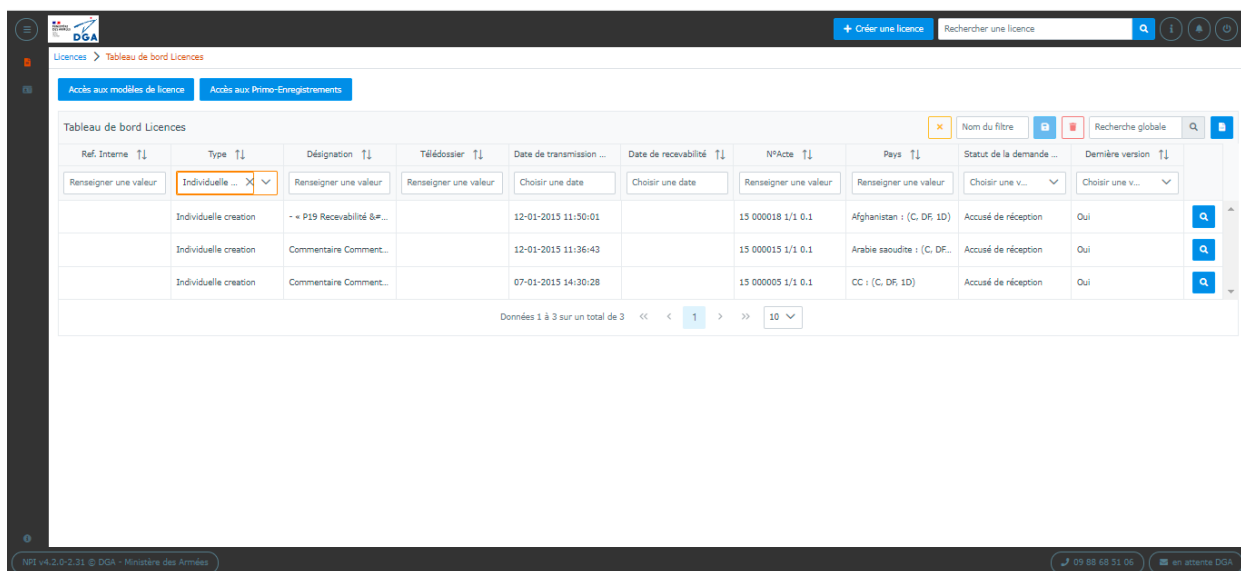 DGA
+ Créer une licence
Rechercher une licence
Licences > Tableau de bord Licences
Accès aux modèles de licence Accès aux Primo-Enregistrements
Tableau de bord Licences
Nom du filtre
Recherche globale
Ref. Interne Type Désignation Télédossier Date de transmission ... Date de recevabilité N°Acte Pays Statut de la demande ... Dernière version
Renseigner une valeur Individuelle ... Renseigner une valeur Renseigner une valeur Choisir une date Choisir une date Renseigner une valeur Renseigner une valeur Choisir une v... Choisir une v...
Individuelle creation - « P19 Recevabilité &#... 12-01-2015 11:50:01 15 000018 1/1 0.1 Afghanistan : (C, DF, 1D) Accusé de réception Oui
Individuelle creation Commentaire Comment... 12-01-2015 11:36:43 15 000015 1/1 0.1 Arabie saoudite : (C, DF... Accusé de réception Oui
Individuelle creation Commentaire Comment... 07-01-2015 14:30:28 15 000005 1/1 0.1 CC : (C, DF, 1D) Accusé de réception Oui
Données 1 à 3 sur un total de 3 << < 1 > >> 10
NPI v4.2.0-2.31 © DGA - Ministère des Armées
09 88 68 51 06
en attente DGA